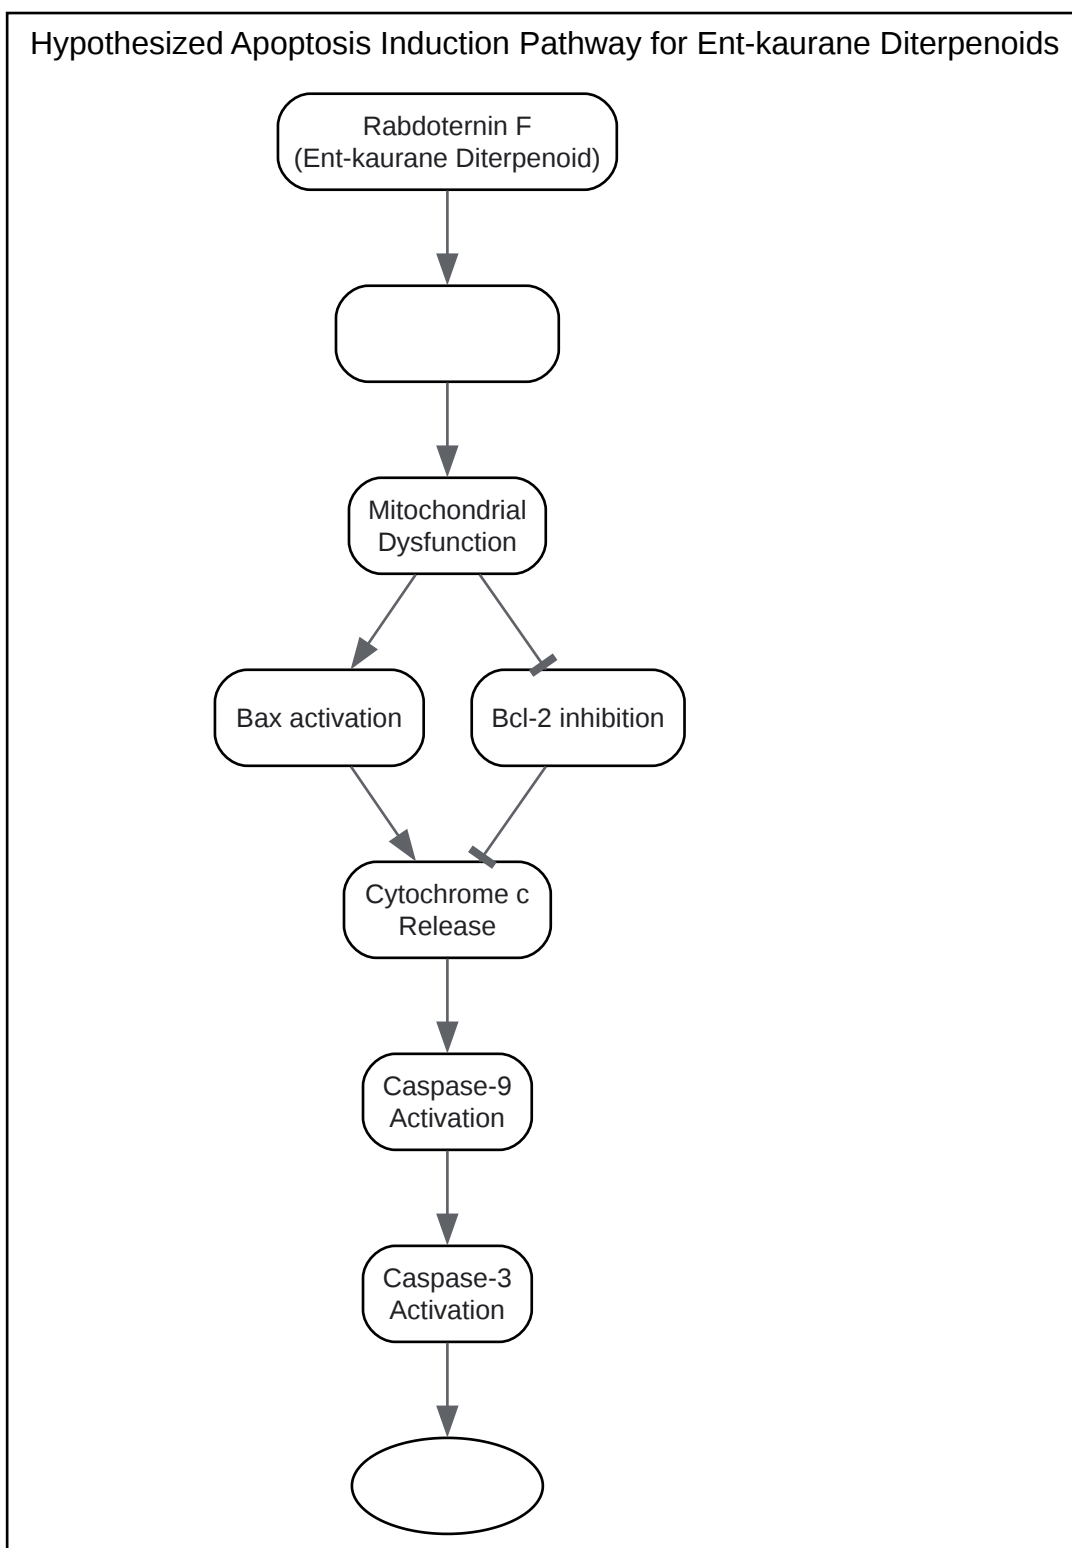 Hypothesized Apoptosis Induction Pathway for Ent-kaurane Diterpenoids
Rabdoternin F
(Ent-kaurane Diterpenoid)
Mitochondrial
Dysfunction
Bax activation
Bcl-2 inhibition
Cytochrome c
Release
Caspase-9
Activation
Caspase-3
Activation